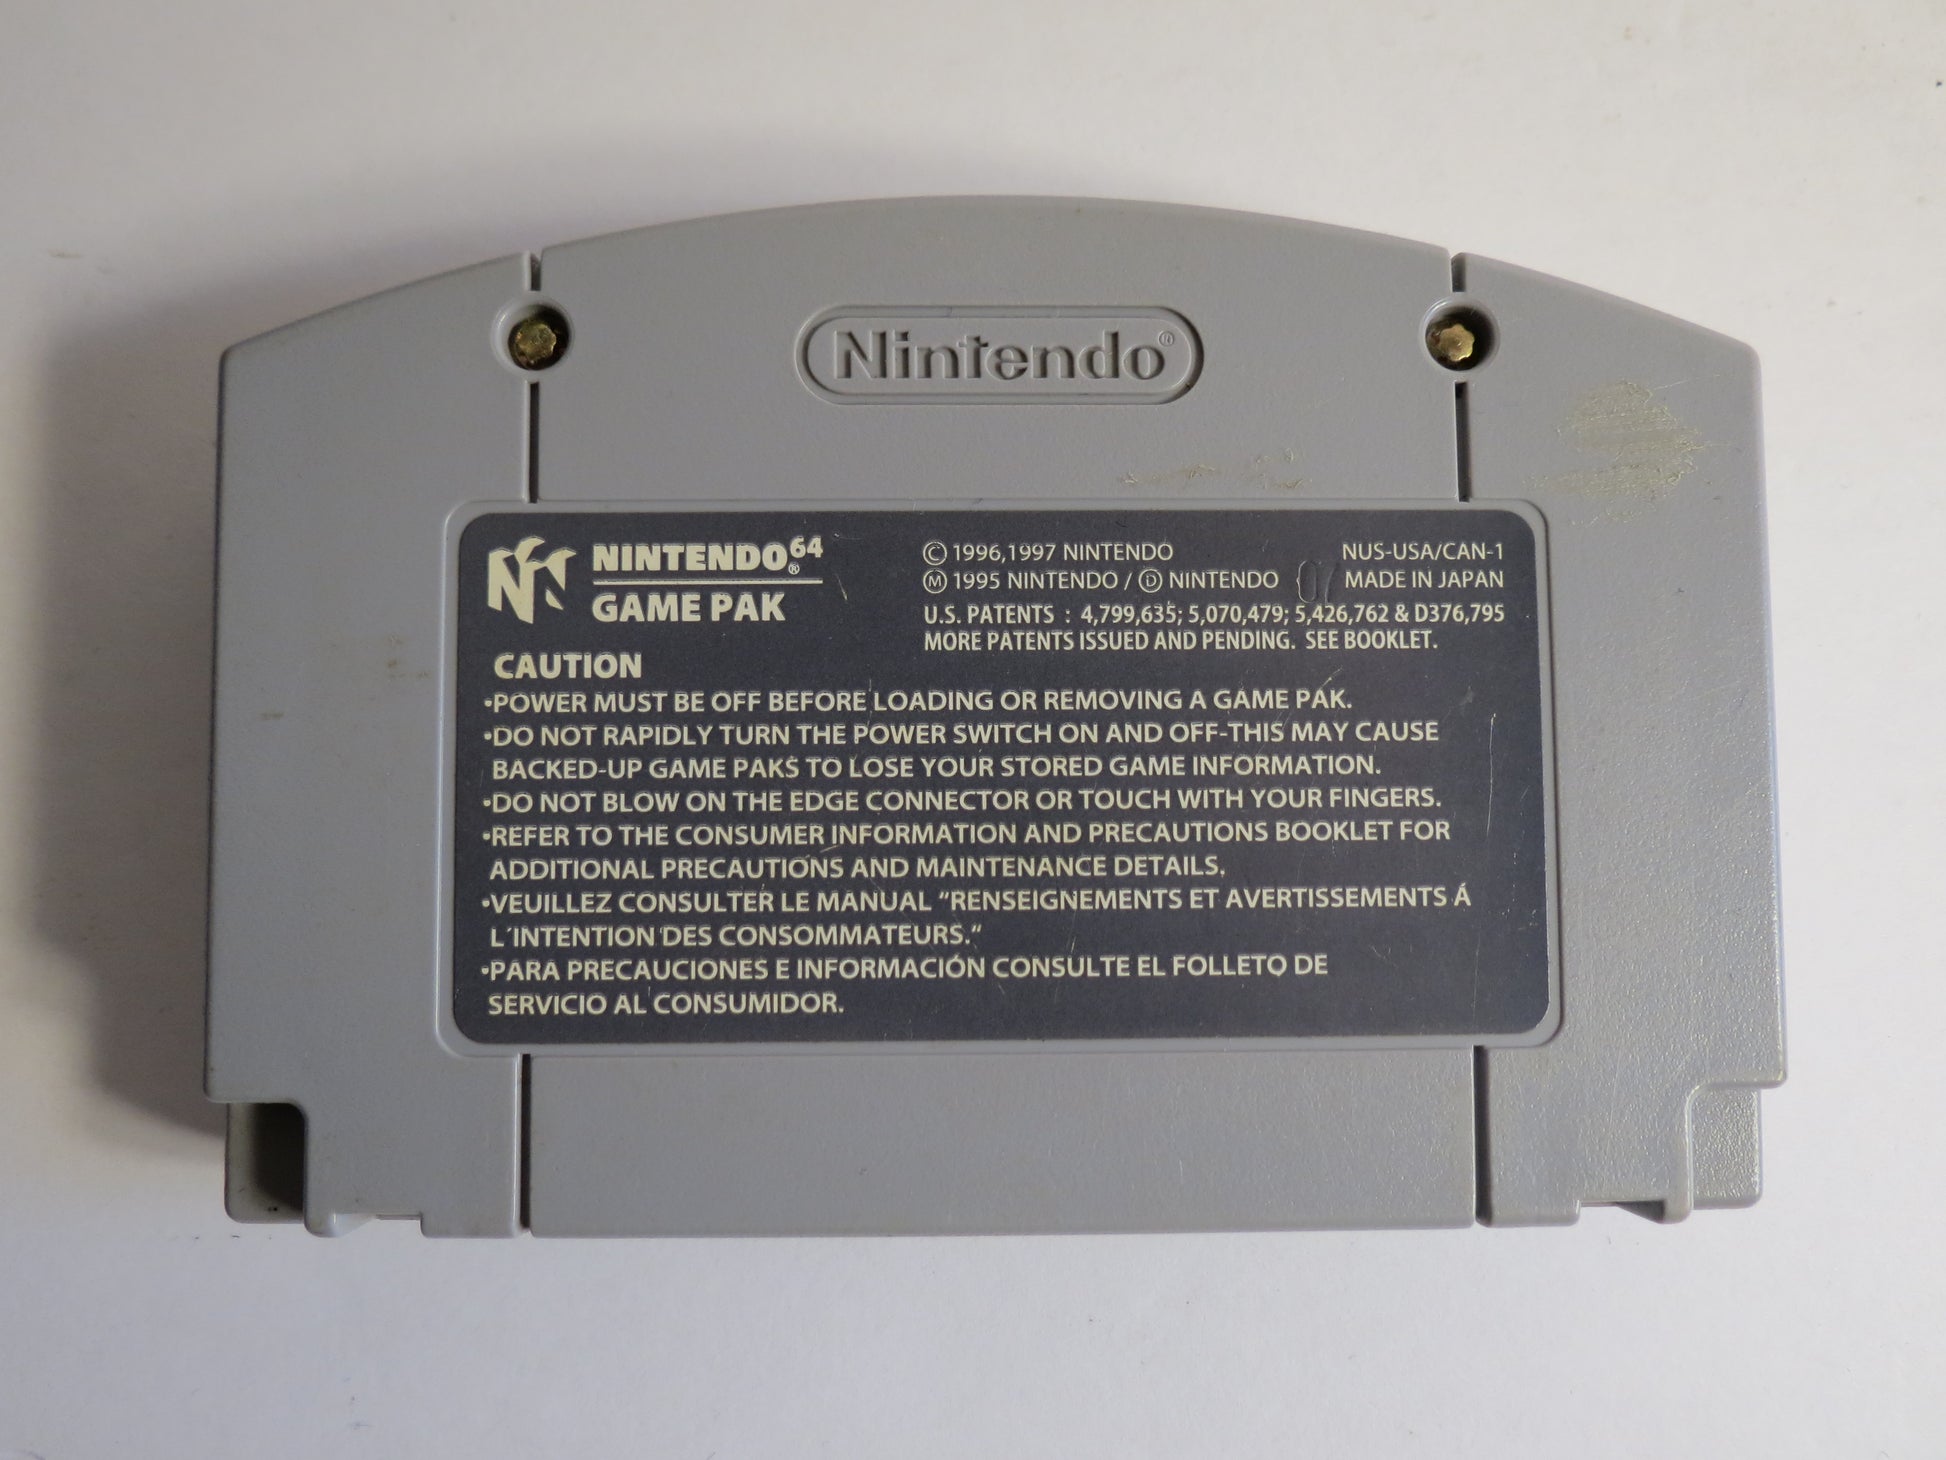 Nintendo®
NINTENDO64®
GAME PAK
© 1996,1997 NINTENDO
Ⓜ 1995 NINTENDO / Ⓓ NINTENDO
NUS-USA/CAN-1
07 MADE IN JAPAN
U.S. PATENTS : 4,799,635; 5,070,479; 5,426,762 & D376,795
MORE PATENTS ISSUED AND PENDING. SEE BOOKLET.
CAUTION
•POWER MUST BE OFF BEFORE LOADING OR REMOVING A GAME PAK.
•DO NOT RAPIDLY TURN THE POWER SWITCH ON AND OFF-THIS MAY CAUSE
BACKED-UP GAME PAKS TO LOSE YOUR STORED GAME INFORMATION.
•DO NOT BLOW ON THE EDGE CONNECTOR OR TOUCH WITH YOUR FINGERS.
•REFER TO THE CONSUMER INFORMATION AND PRECAUTIONS BOOKLET FOR
ADDITIONAL PRECAUTIONS AND MAINTENANCE DETAILS.
•VEUILLEZ CONSULTER LE MANUAL "RENSEIGNEMENTS ET AVERTISSEMENTS Á
L´INTENTION DES CONSOMMATEURS."
•PARA PRECAUCIONES E INFORMACIÓN CONSULTE EL FOLLETO DE
SERVICIO AL CONSUMIDOR.